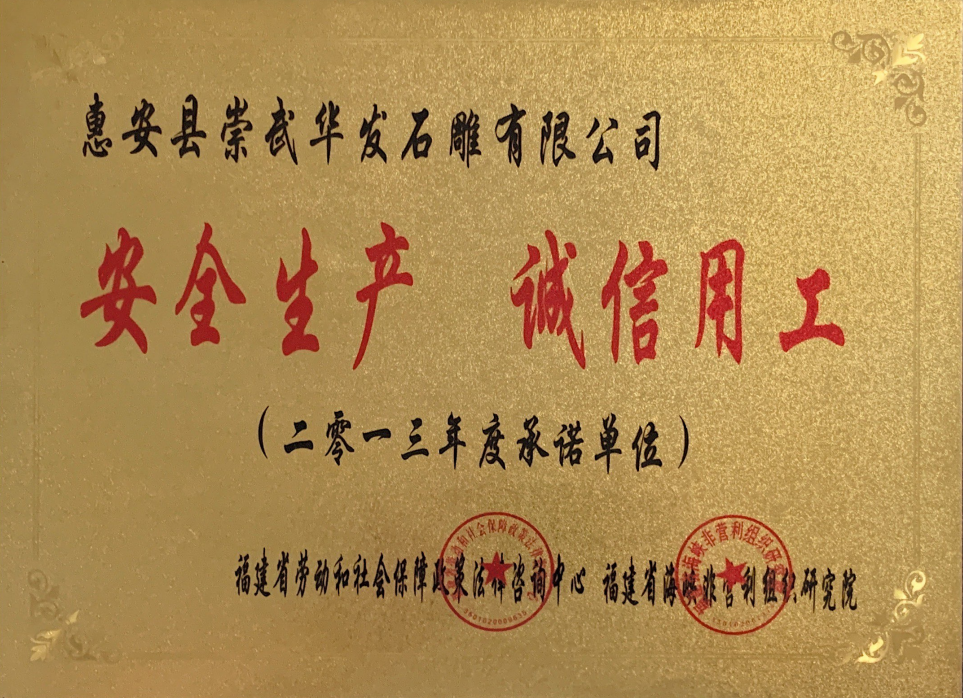 惠安县崇武华发石雕有限公司
安全生产 诚信用工
（二零一三年度承诺单位）
福建省劳动和社会保障政策法律咨询中心 福建省海峡非营利组织研究院